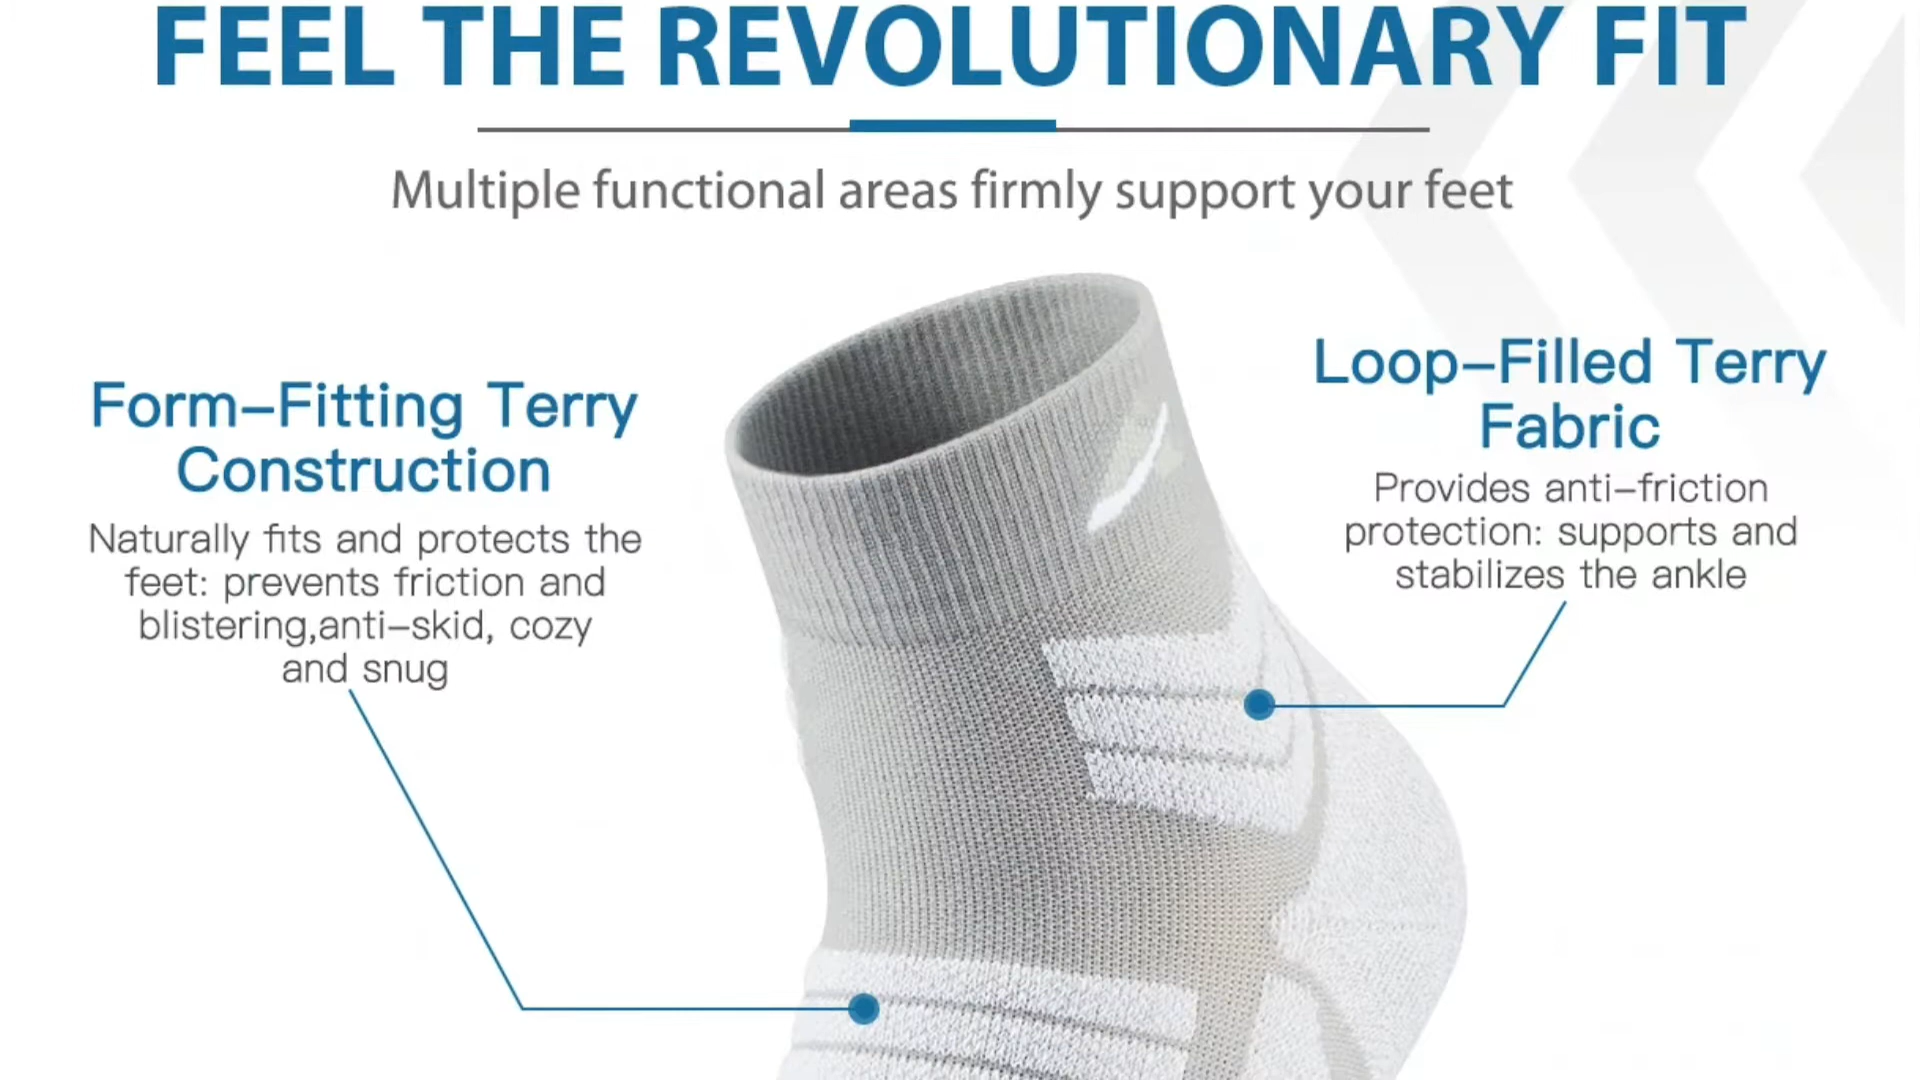 FEEL THE REVOLUTIONARY FIT
Multiple functional areas firmly support your feet
Form-Fitting Terry
Construction
Naturally fits and protects the
feet: prevents friction and
blistering,anti-skid, cozy
and snug
Loop-Filled Terry
Fabric
Provides anti-friction
protection: supports and
stabilizes the ankle